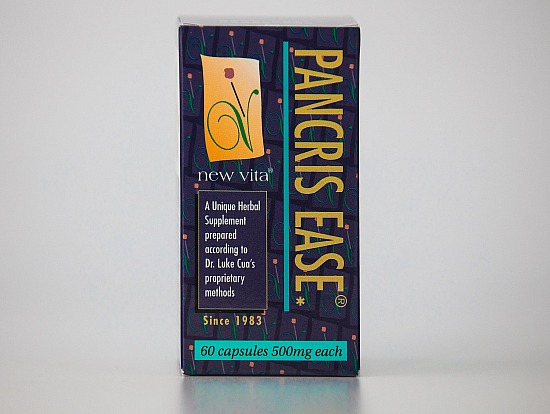 new vita®
A Unique Herbal
Supplement
prepared
according to
Dr. Luke Cua's
proprietary
methods
Since 1983
PANCRIS EASE®*
60 capsules 500mg each